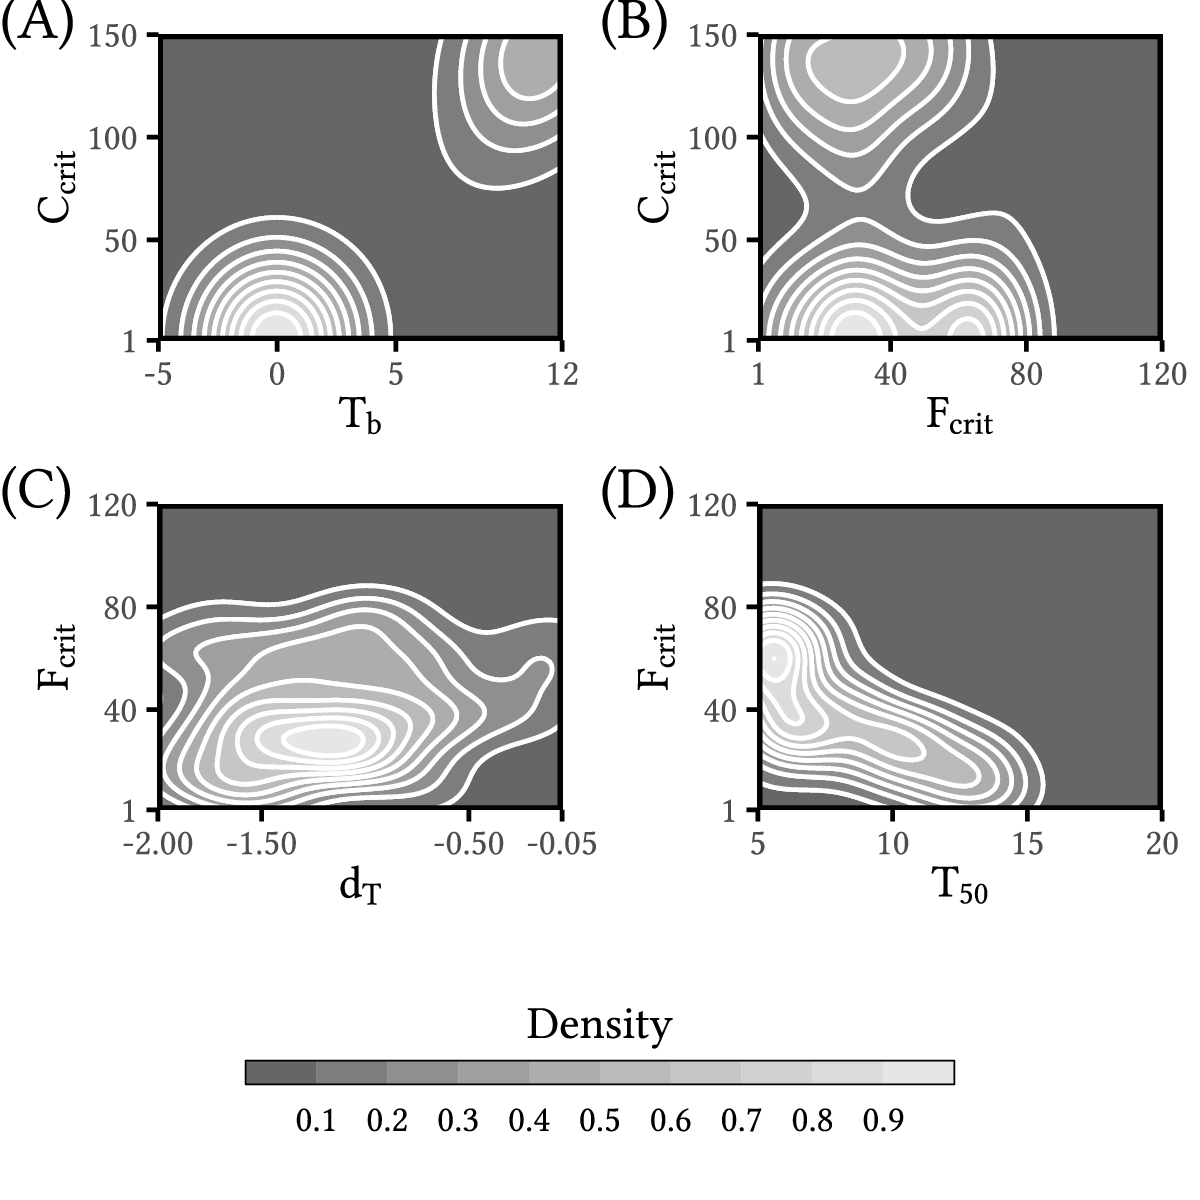 (A) (B)
150 150
100 100
C_crit C_crit
50 50
1 1
-5 0 5 12 1 40 80 120
T_b F_crit
(C) (D)
120 120
80 80
F_crit F_crit
40 40
1 1
-2.00 -1.50 -0.50 -0.05 5 10 15 20
d_T T_50
Density
0.1 0.2 0.3 0.4 0.5 0.6 0.7 0.8 0.9